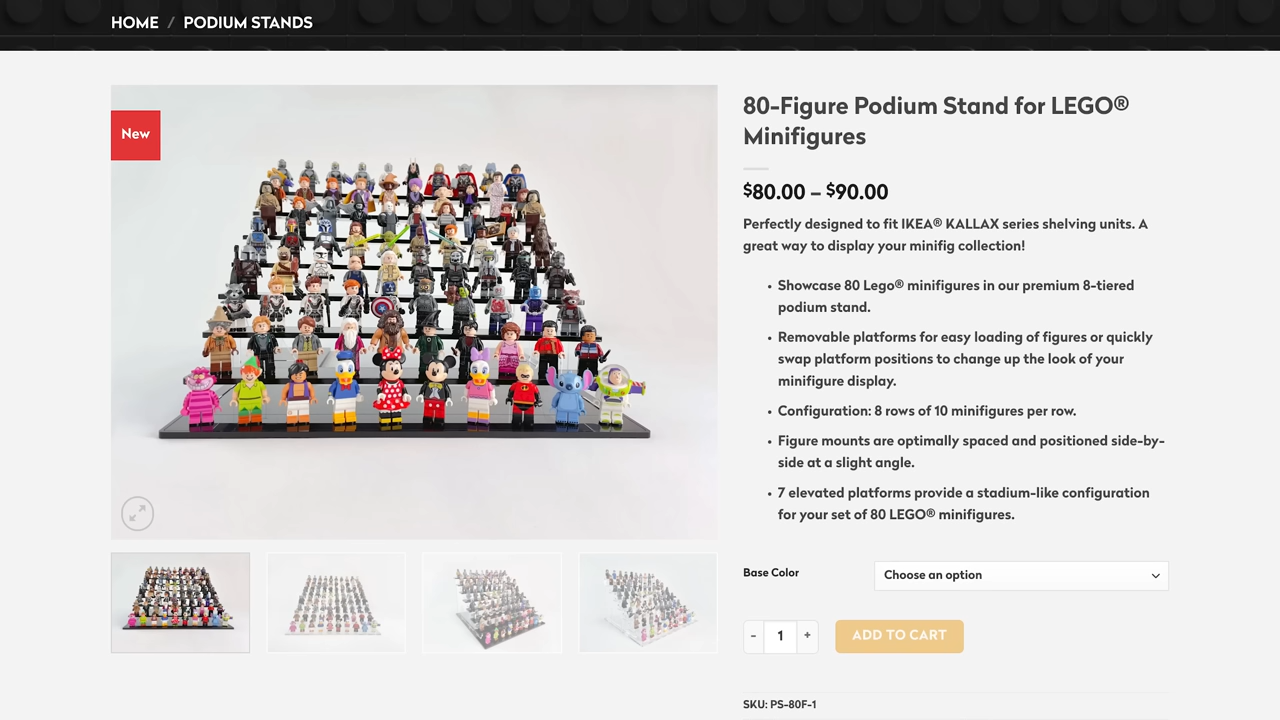 HOME / PODIUM STANDS
New
80-Figure Podium Stand for LEGO®
Minifigures
$80.00 – $90.00
Perfectly designed to fit IKEA® KALLAX series shelving units. A
great way to display your minifig collection!
• Showcase 80 Lego® minifigures in our premium 8-tiered
podium stand.
• Removable platforms for easy loading of figures or quickly
swap platform positions to change up the look of your
minifigure display.
• Configuration: 8 rows of 10 minifigures per row.
• Figure mounts are optimally spaced and positioned side-by-
side at a slight angle.
• 7 elevated platforms provide a stadium-like configuration
for your set of 80 LEGO® minifigures.
Base Color
Choose an option
- 1 +
ADD TO CART
SKU: PS-80F-1